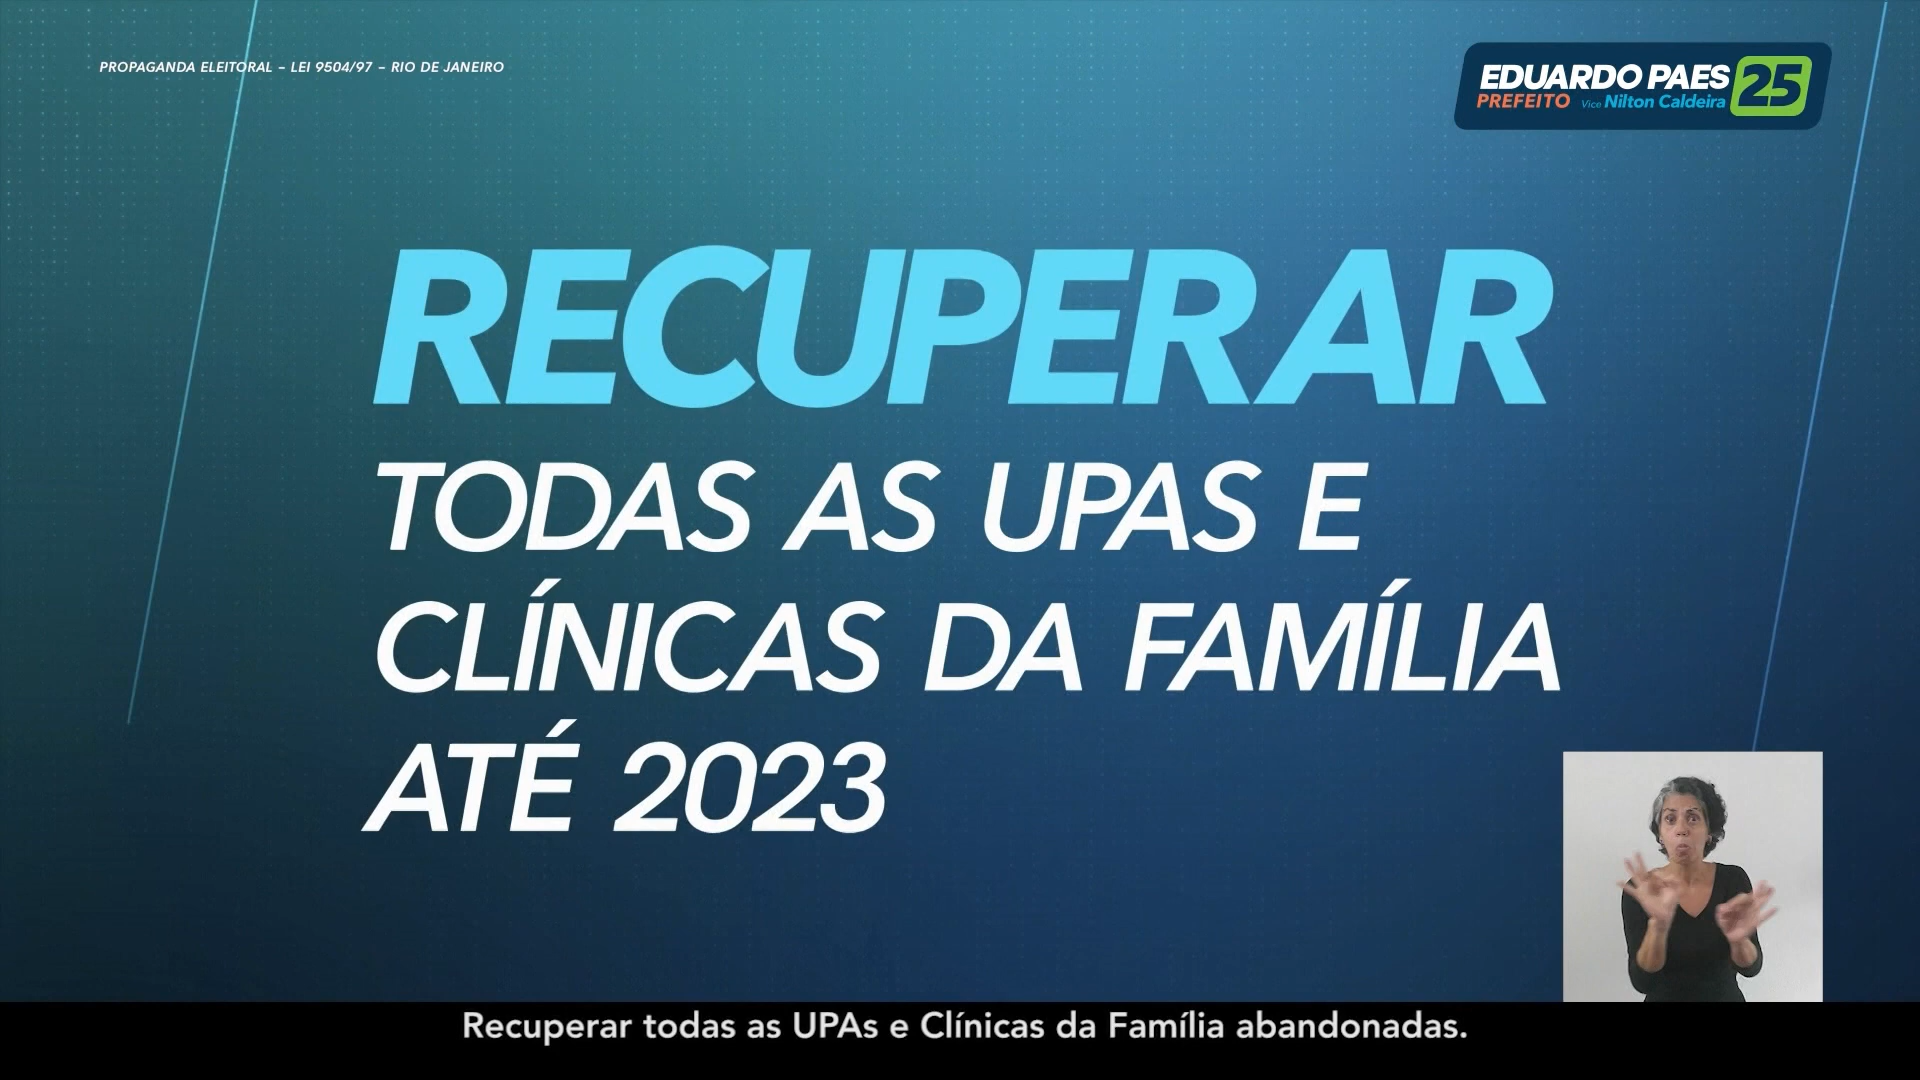 PROPAGANDA ELEITORAL – LEI 9504/97 – RIO DE JANEIRO
EDUARDO PAES 25
PREFEITO Vice Nilton Caldeira
RECUPERAR
TODAS AS UPAS E
CLÍNICAS DA FAMÍLIA
ATÉ 2023
Recuperar todas as UPAs e Clínicas da Família abandonadas.